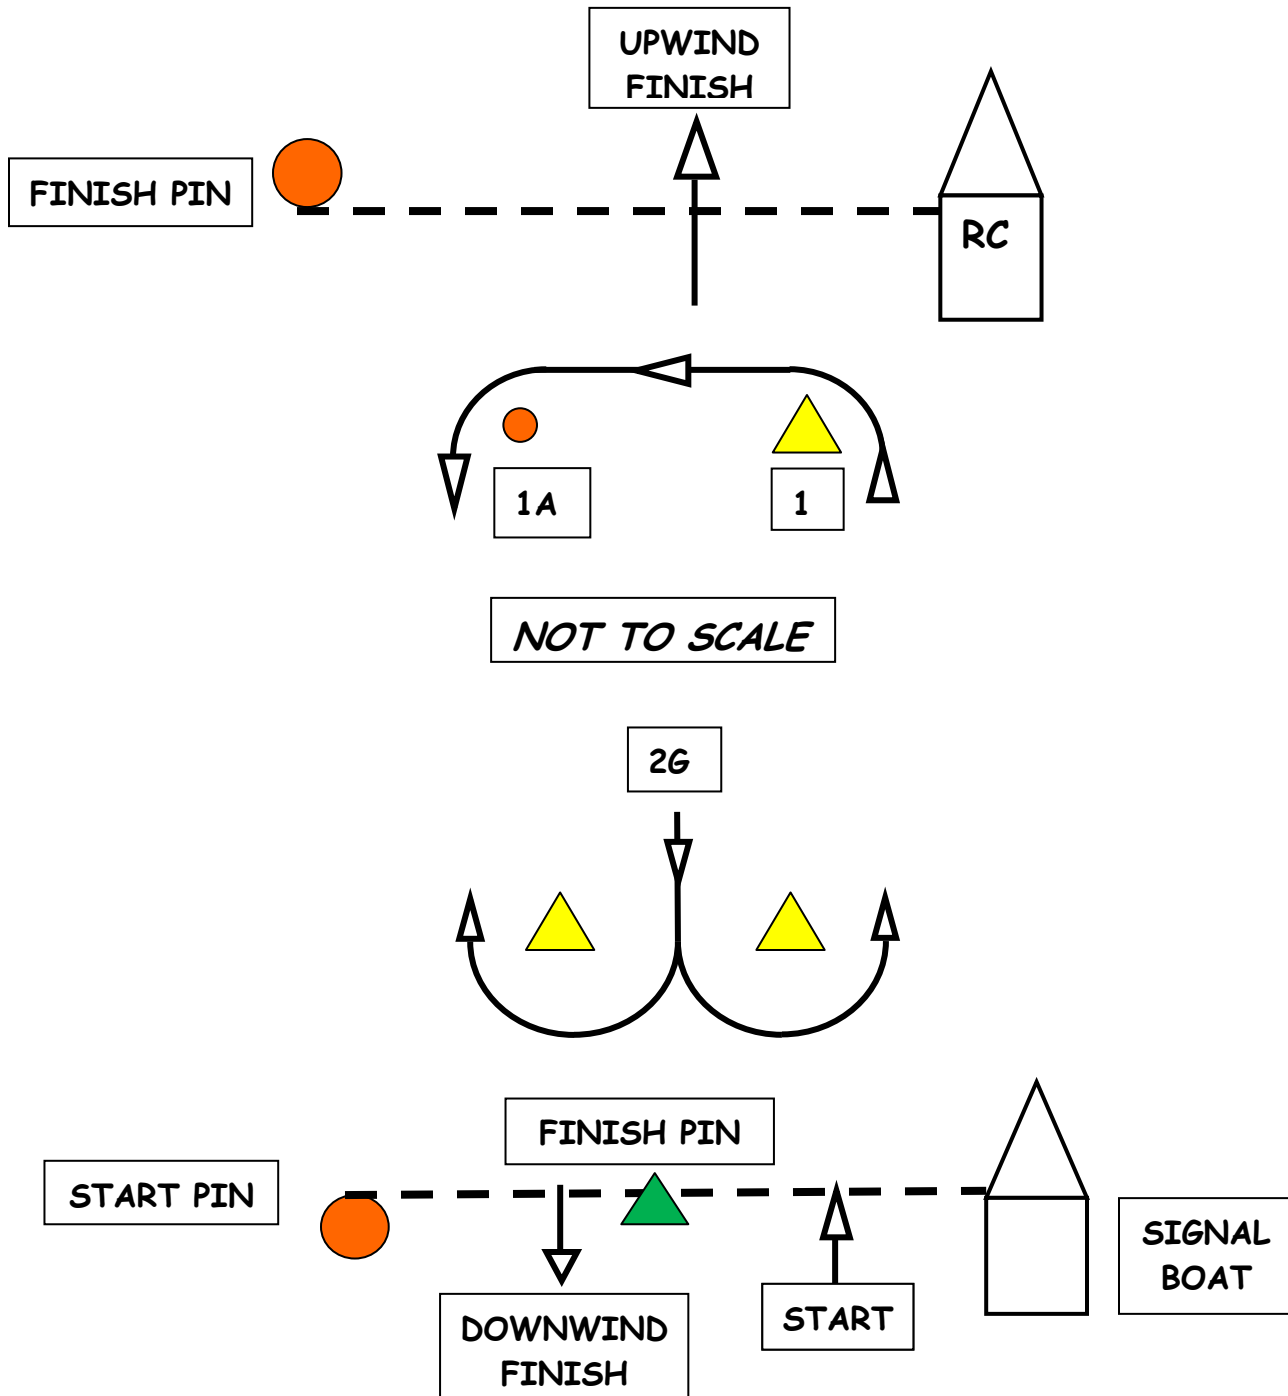 UPWIND
FINISH
FINISH PIN
RC
1A
1
NOT TO SCALE
2G
FINISH PIN
START PIN
SIGNAL
BOAT
START
DOWNWIND
FINISH